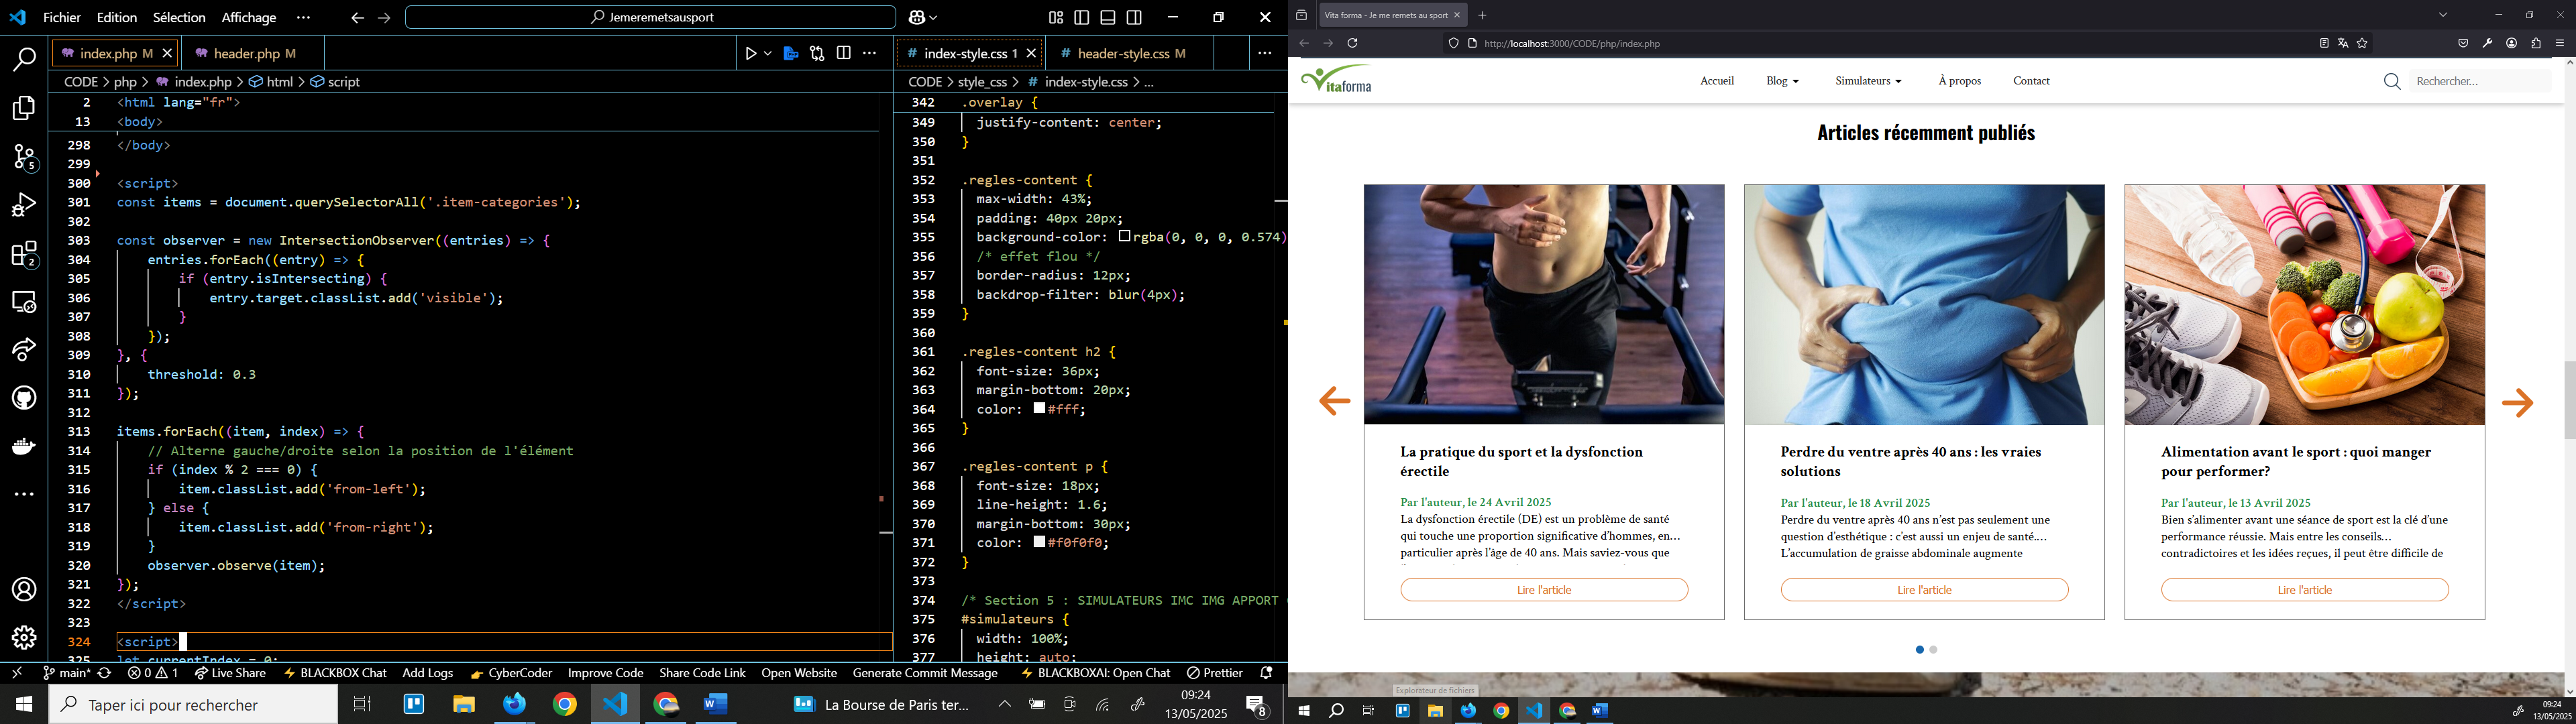 Fichier Edition Sélection Affichage ··· Jemeremetsausport
index.php M header.php M
CODE > php > index.php > html > script
2 <html lang="fr">
13 <body>
298 </body>
299
300 <script>
301 const items = document.querySelectorAll('.item-categories');
302
303 const observer = new IntersectionObserver((entries) => {
304 entries.forEach((entry) => {
305 if (entry.isIntersecting) {
306 entry.target.classList.add('visible');
307 }
308 });
309 }, {
310 threshold: 0.3
311 });
312
313 items.forEach((item, index) => {
314 // Alterne gauche/droite selon la position de l'élément
315 if (index % 2 === 0) {
316 item.classList.add('from-left');
317 } else {
318 item.classList.add('from-right');
319 }
320 observer.observe(item);
321 });
322 </script>
323
324 <script>
325 let currentIndex = 0;
5
2
index-style.css 1 header-style.css M
CODE > style_css > index-style.css > ...
342 .overlay {
349 justify-content: center;
350 }
351
352 .regles-content {
353 max-width: 43%;
354 padding: 40px 20px;
355 background-color: rgba(0, 0, 0, 0.574)
356 /* effet flou */
357 border-radius: 12px;
358 backdrop-filter: blur(4px);
359 }
360
361 .regles-content h2 {
362 font-size: 36px;
363 margin-bottom: 20px;
364 color: #fff;
365 }
366
367 .regles-content p {
368 font-size: 18px;
369 line-height: 1.6;
370 margin-bottom: 30px;
371 color: #f0f0f0;
372 }
373
374 /* Section 5 : SIMULATEURS IMC IMG APPORT
375 #simulateurs {
376 width: 100%;
377 height: auto;
main* 0 1 Live Share BLACKBOX Chat Add Logs CyberCoder Improve Code Share Code Link Open Website Generate Commit Message BLACKBOXAI: Open Chat Prettier
Taper ici pour rechercher La Bourse de Paris ter... 09:24
13/05/2025 8
Vita forma - Je me remets au sport
http://localhost:3000/CODE/php/index.php
Vitaforma Accueil Blog Simulateurs À propos Contact Rechercher...
Articles récemment publiés
La pratique du sport et la dysfonction
érectile
Par l'auteur, le 24 Avril 2025
La dysfonction érectile (DE) est un problème de santé
qui touche une proportion significative d'hommes, en...
particulier après l'âge de 40 ans. Mais saviez-vous que
Lire l'article
Perdre du ventre après 40 ans : les vraies
solutions
Par l'auteur, le 18 Avril 2025
Perdre du ventre après 40 ans n'est pas seulement une
question d'esthétique : c'est aussi un enjeu de santé....
L'accumulation de graisse abdominale augmente
Lire l'article
Alimentation avant le sport : quoi manger
pour performer?
Par l'auteur, le 13 Avril 2025
Bien s'alimenter avant une séance de sport est la clé d'une
performance réussie. Mais entre les conseils...
contradictoires et les idées reçues, il peut être difficile de
Lire l'article
Explorateur de fichiers
09:24
13/05/2025